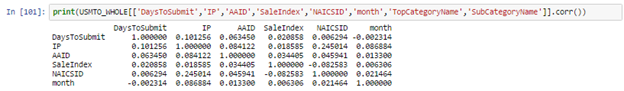 In [101]: print(USMTO_WHOLE[['DaysToSubmit','IP','AAID','SaleIndex','NAICSID','month','TopCategoryName','SubCategoryName']].corr())
DaysToSubmit IP AAID SaleIndex NAICSID month
DaysToSubmit 1.000000 0.101256 0.063450 0.020858 0.006294 -0.002314
IP 0.101256 1.000000 0.084122 0.018585 0.245014 0.086884
AAID 0.063450 0.084122 1.000000 0.034405 0.045941 0.013300
SaleIndex 0.020858 0.018585 0.034405 1.000000 -0.082583 0.006306
NAICSID 0.006294 0.245014 0.045941 -0.082583 1.000000 0.021464
month -0.002314 0.086884 0.013300 0.006306 0.021464 1.000000